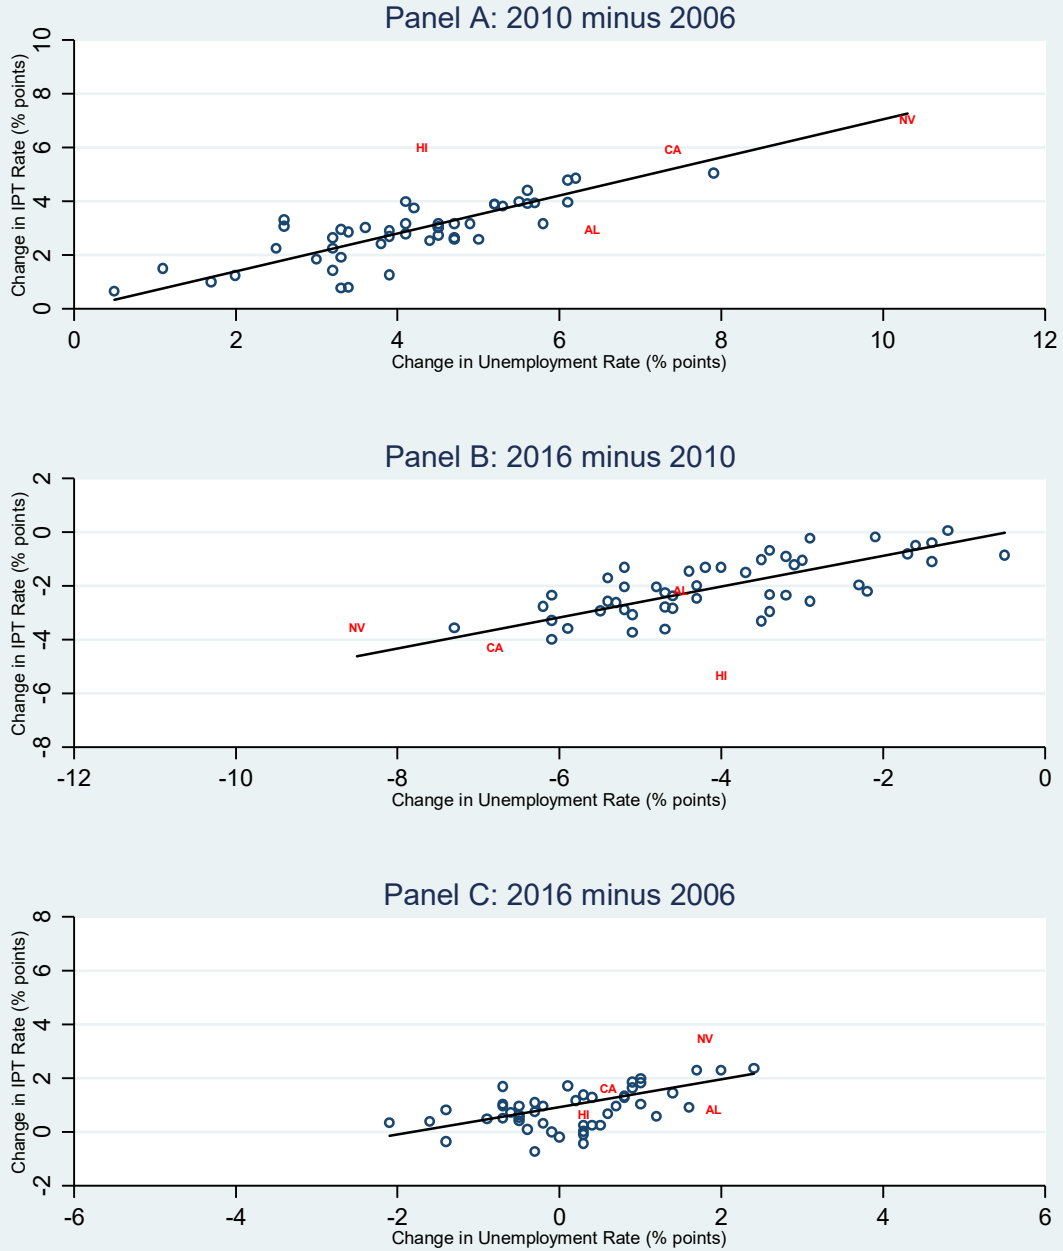 Panel A: 2010 minus 2006
Change in IPT Rate (% points)
10
8
6
4
2
0
HI
CA
NV
AL
0 2 4 6 8 10 12
Change in Unemployment Rate (% points)
Panel B: 2016 minus 2010
Change in IPT Rate (% points)
2
0
-2
-4
-6
-8
AL
NV
CA
HI
-12 -10 -8 -6 -4 -2 0
Change in Unemployment Rate (% points)
Panel C: 2016 minus 2006
Change in IPT Rate (% points)
8
6
4
2
0
-2
NV
CA
HI
AL
-6 -4 -2 0 2 4 6
Change in Unemployment Rate (% points)